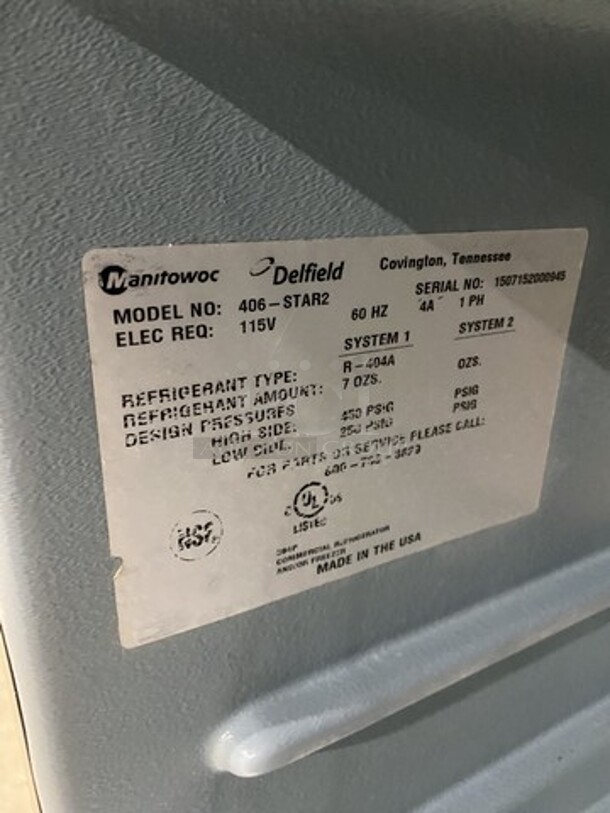 Manitowoc Delfield Covington, Tennessee
MODEL NO: 406-STAR2 SERIAL NO: 1507152000945
ELEC REQ: 115V 60 HZ 4A 1 PH
SYSTEM 1 SYSTEM 2
REFRIGERANT TYPE: R-404A
REFRIGERANT AMOUNT: 7 OZS. OZS.
DESIGN PRESSURES
HIGH SIDE: 450 PSIG PSIG
LOW SIDE: 250 PSIG PSIG
FOR PARTS OR SERVICE PLEASE CALL:
NSF
C UL US
LISTED
COMMERCIAL REFRIGERATOR
AND/OR FREEZER
MADE IN THE USA